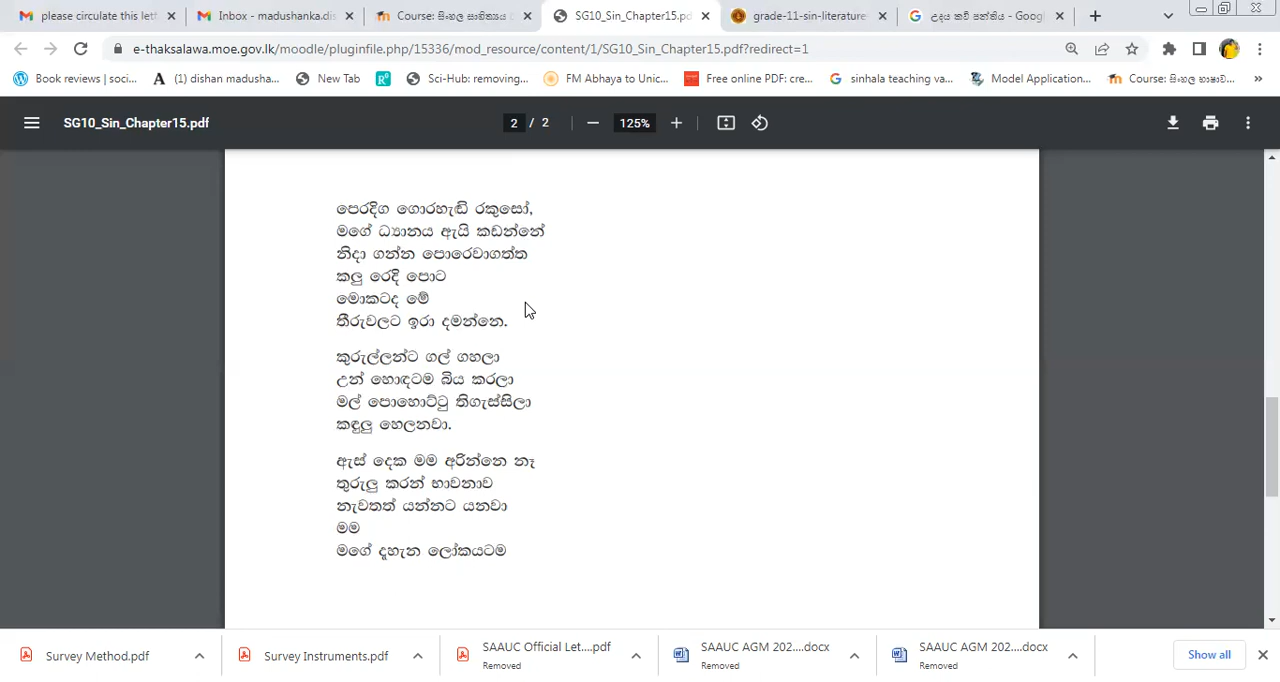 please circulate this let
Inbox - madushanka.dis
Course: සිංහල සාහිත්‍යය
SG10_Sin_Chapter15.pd
grade-11-sin-literature-
උදය කවි පන්තිය - Goog
e-thaksalawa.moe.gov.lk/moodle/pluginfile.php/15336/mod_resource/content/1/SG10_Sin_Chapter15.pdf?redirect=1
Book reviews | soci...
(1) dishan madusha...
New Tab
Sci-Hub: removing...
FM Abhaya to Unic...
Free online PDF: cre...
sinhala teaching va...
Model Application...
Course: සිංහල භාෂාව...
SG10_Sin_Chapter15.pdf
2 / 2
125%
පෙරදිග ගොරහැඬි රකුසෝ,
මගේ ධ්‍යානය ඇයි කඩන්නේ
නිදා ගන්න පොරෙවාගත්ත
කලු රෙදි පොට
මොකටද මේ
තීරුවලට ඉරා දමන්නෙ.
කුරුල්ලන්ට ගල් ගහලා
උන් හොඳටම බිය කරලා
මල් පොහොට්ටු තිගැස්සිලා
කඳුලු හෙලනවා.
ඇස් දෙක මම අරින්නෙ නෑ
තුරුලු කරන් භාවනාව
නැවතත් යන්නට යනවා
මම
මගේ දූහැන ලෝකයටම
Survey Method.pdf
Survey Instruments.pdf
SAAUC Official Let....pdf
Removed
SAAUC AGM 202....docx
Removed
SAAUC AGM 202....docx
Removed
Show all